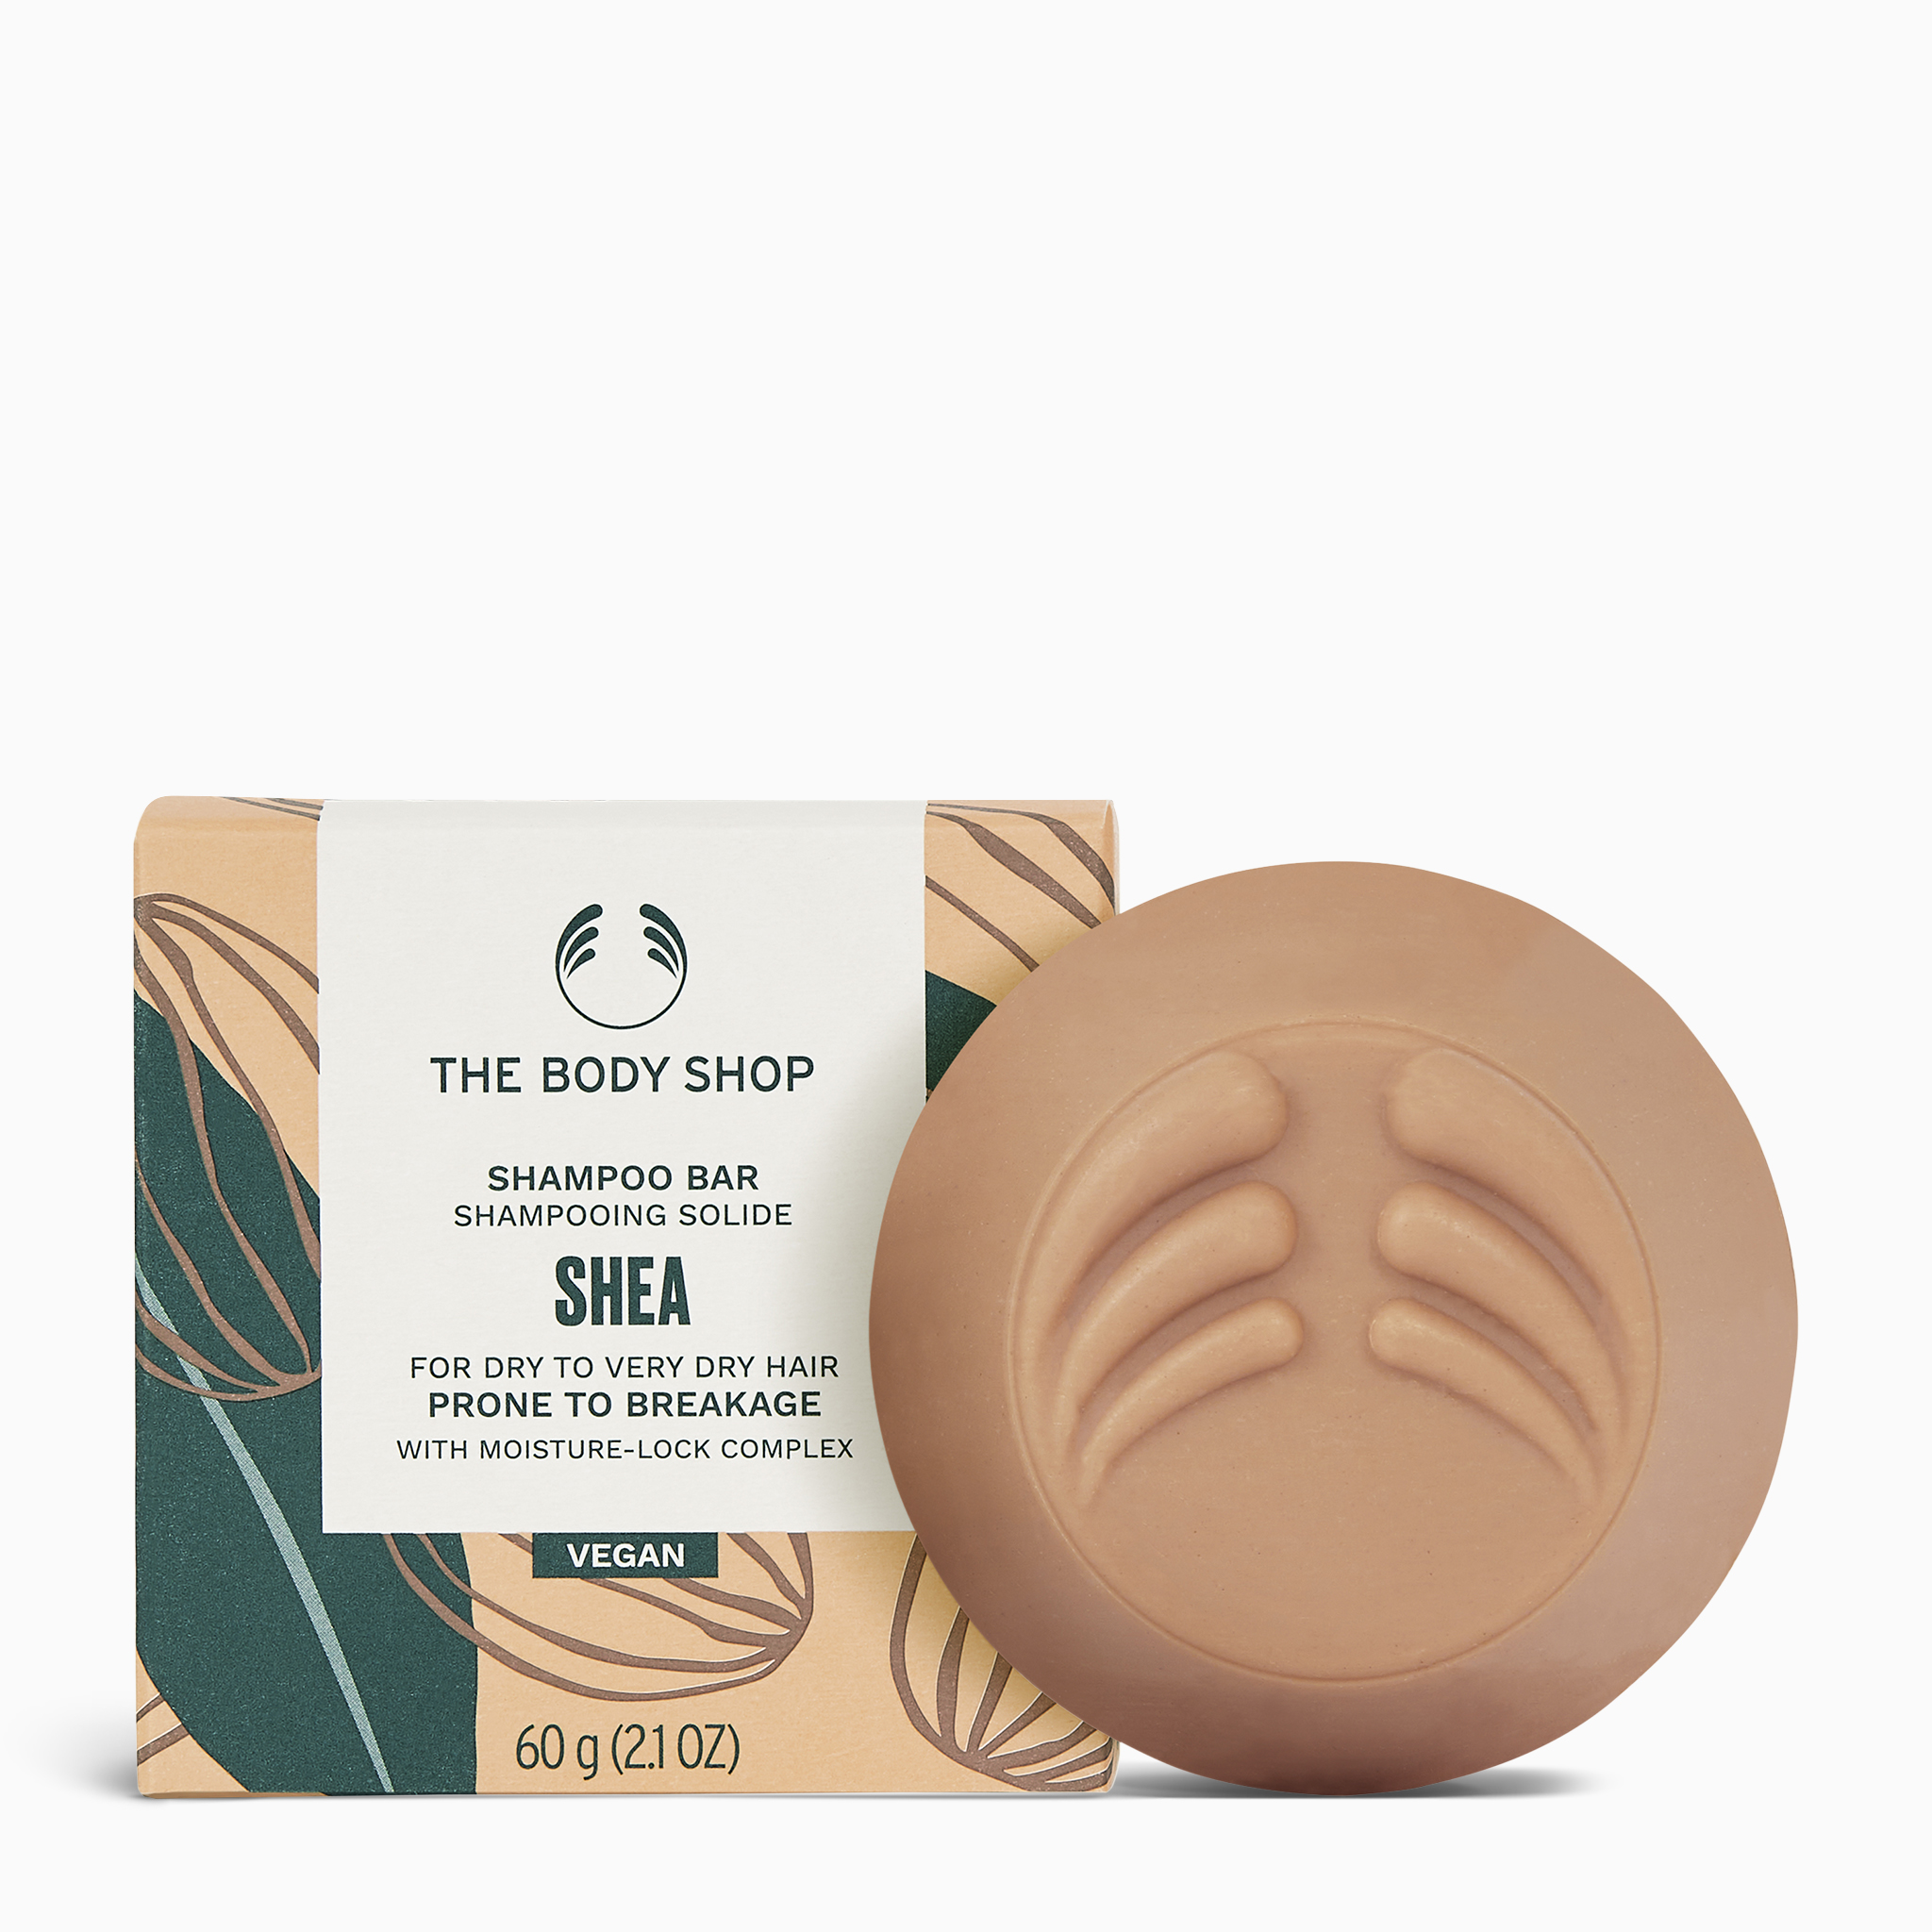 THE BODY SHOP
SHAMPOO BAR
SHAMPOOING SOLIDE
SHEA
FOR DRY TO VERY DRY HAIR
PRONE TO BREAKAGE
WITH MOISTURE-LOCK COMPLEX
VEGAN
60 g (2.1 OZ)